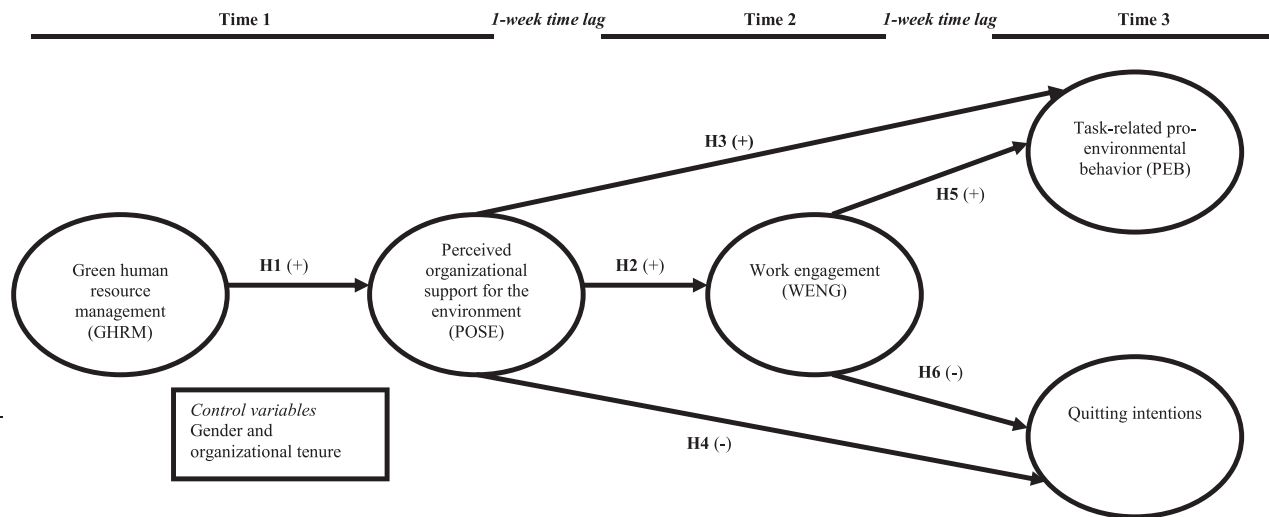 Time 1
1-week time lag
Time 2
1-week time lag
Time 3
Task-related pro-
environmental
behavior (PEB)
H3 (+)
H5 (+)
Green human
resource
management
(GHRM)
H1 (+)
Perceived
organizational
support for the
environment
(POSE)
H2 (+)
Work engagement
(WENG)
H6 (-)
Control variables
Gender and
organizational tenure
H4 (-)
Quitting intentions